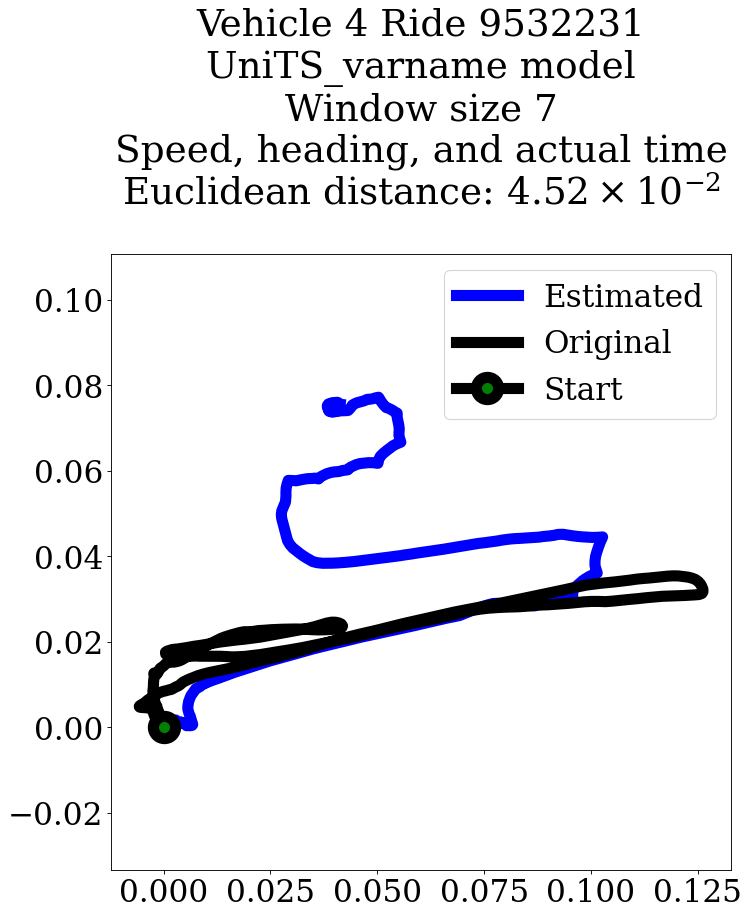 Vehicle 4 Ride 9532231
UniTS_varname model
Window size 7
Speed, heading, and actual time
Euclidean distance: 4.52 × 10⁻²
Estimated
Original
Start
0.10
0.08
0.06
0.04
0.02
0.00
−0.02
0.000 0.025 0.050 0.075 0.100 0.125